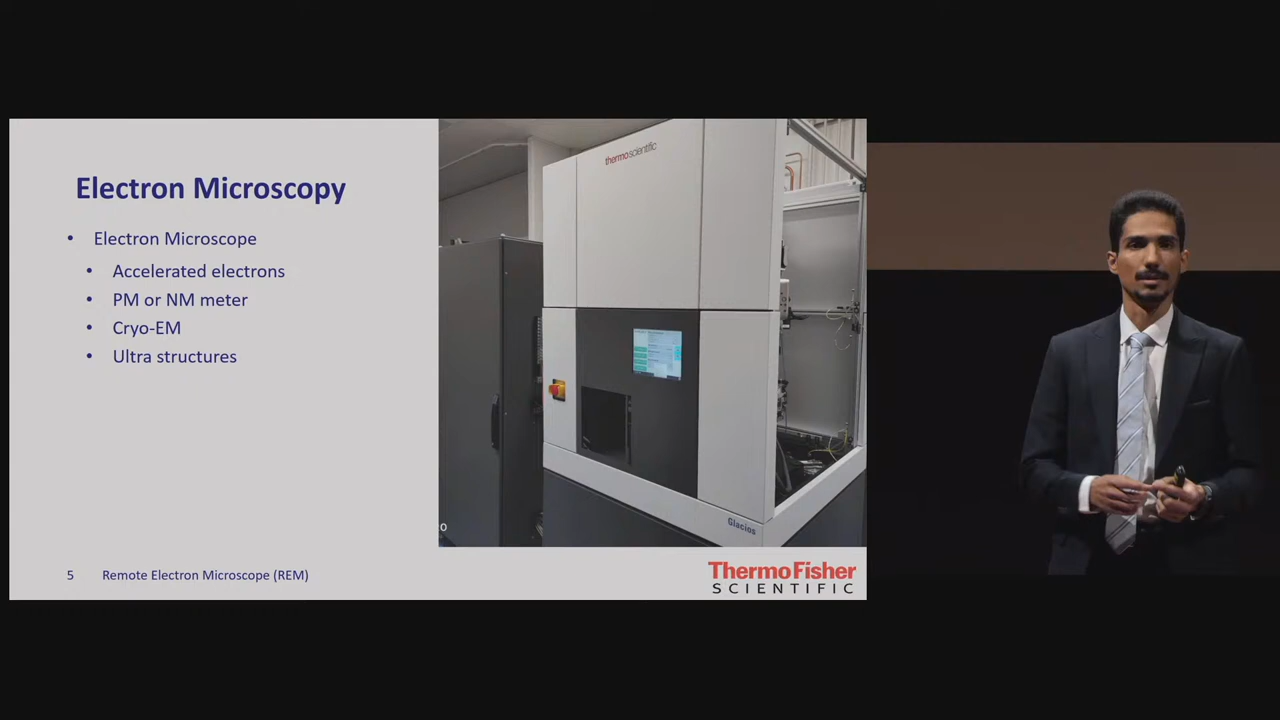 Electron Microscopy
• Electron Microscope
• Accelerated electrons
• PM or NM meter
• Cryo-EM
• Ultra structures
thermoscientific
Glacios
O
5 Remote Electron Microscope (REM)
ThermoFisher
SCIENTIFIC